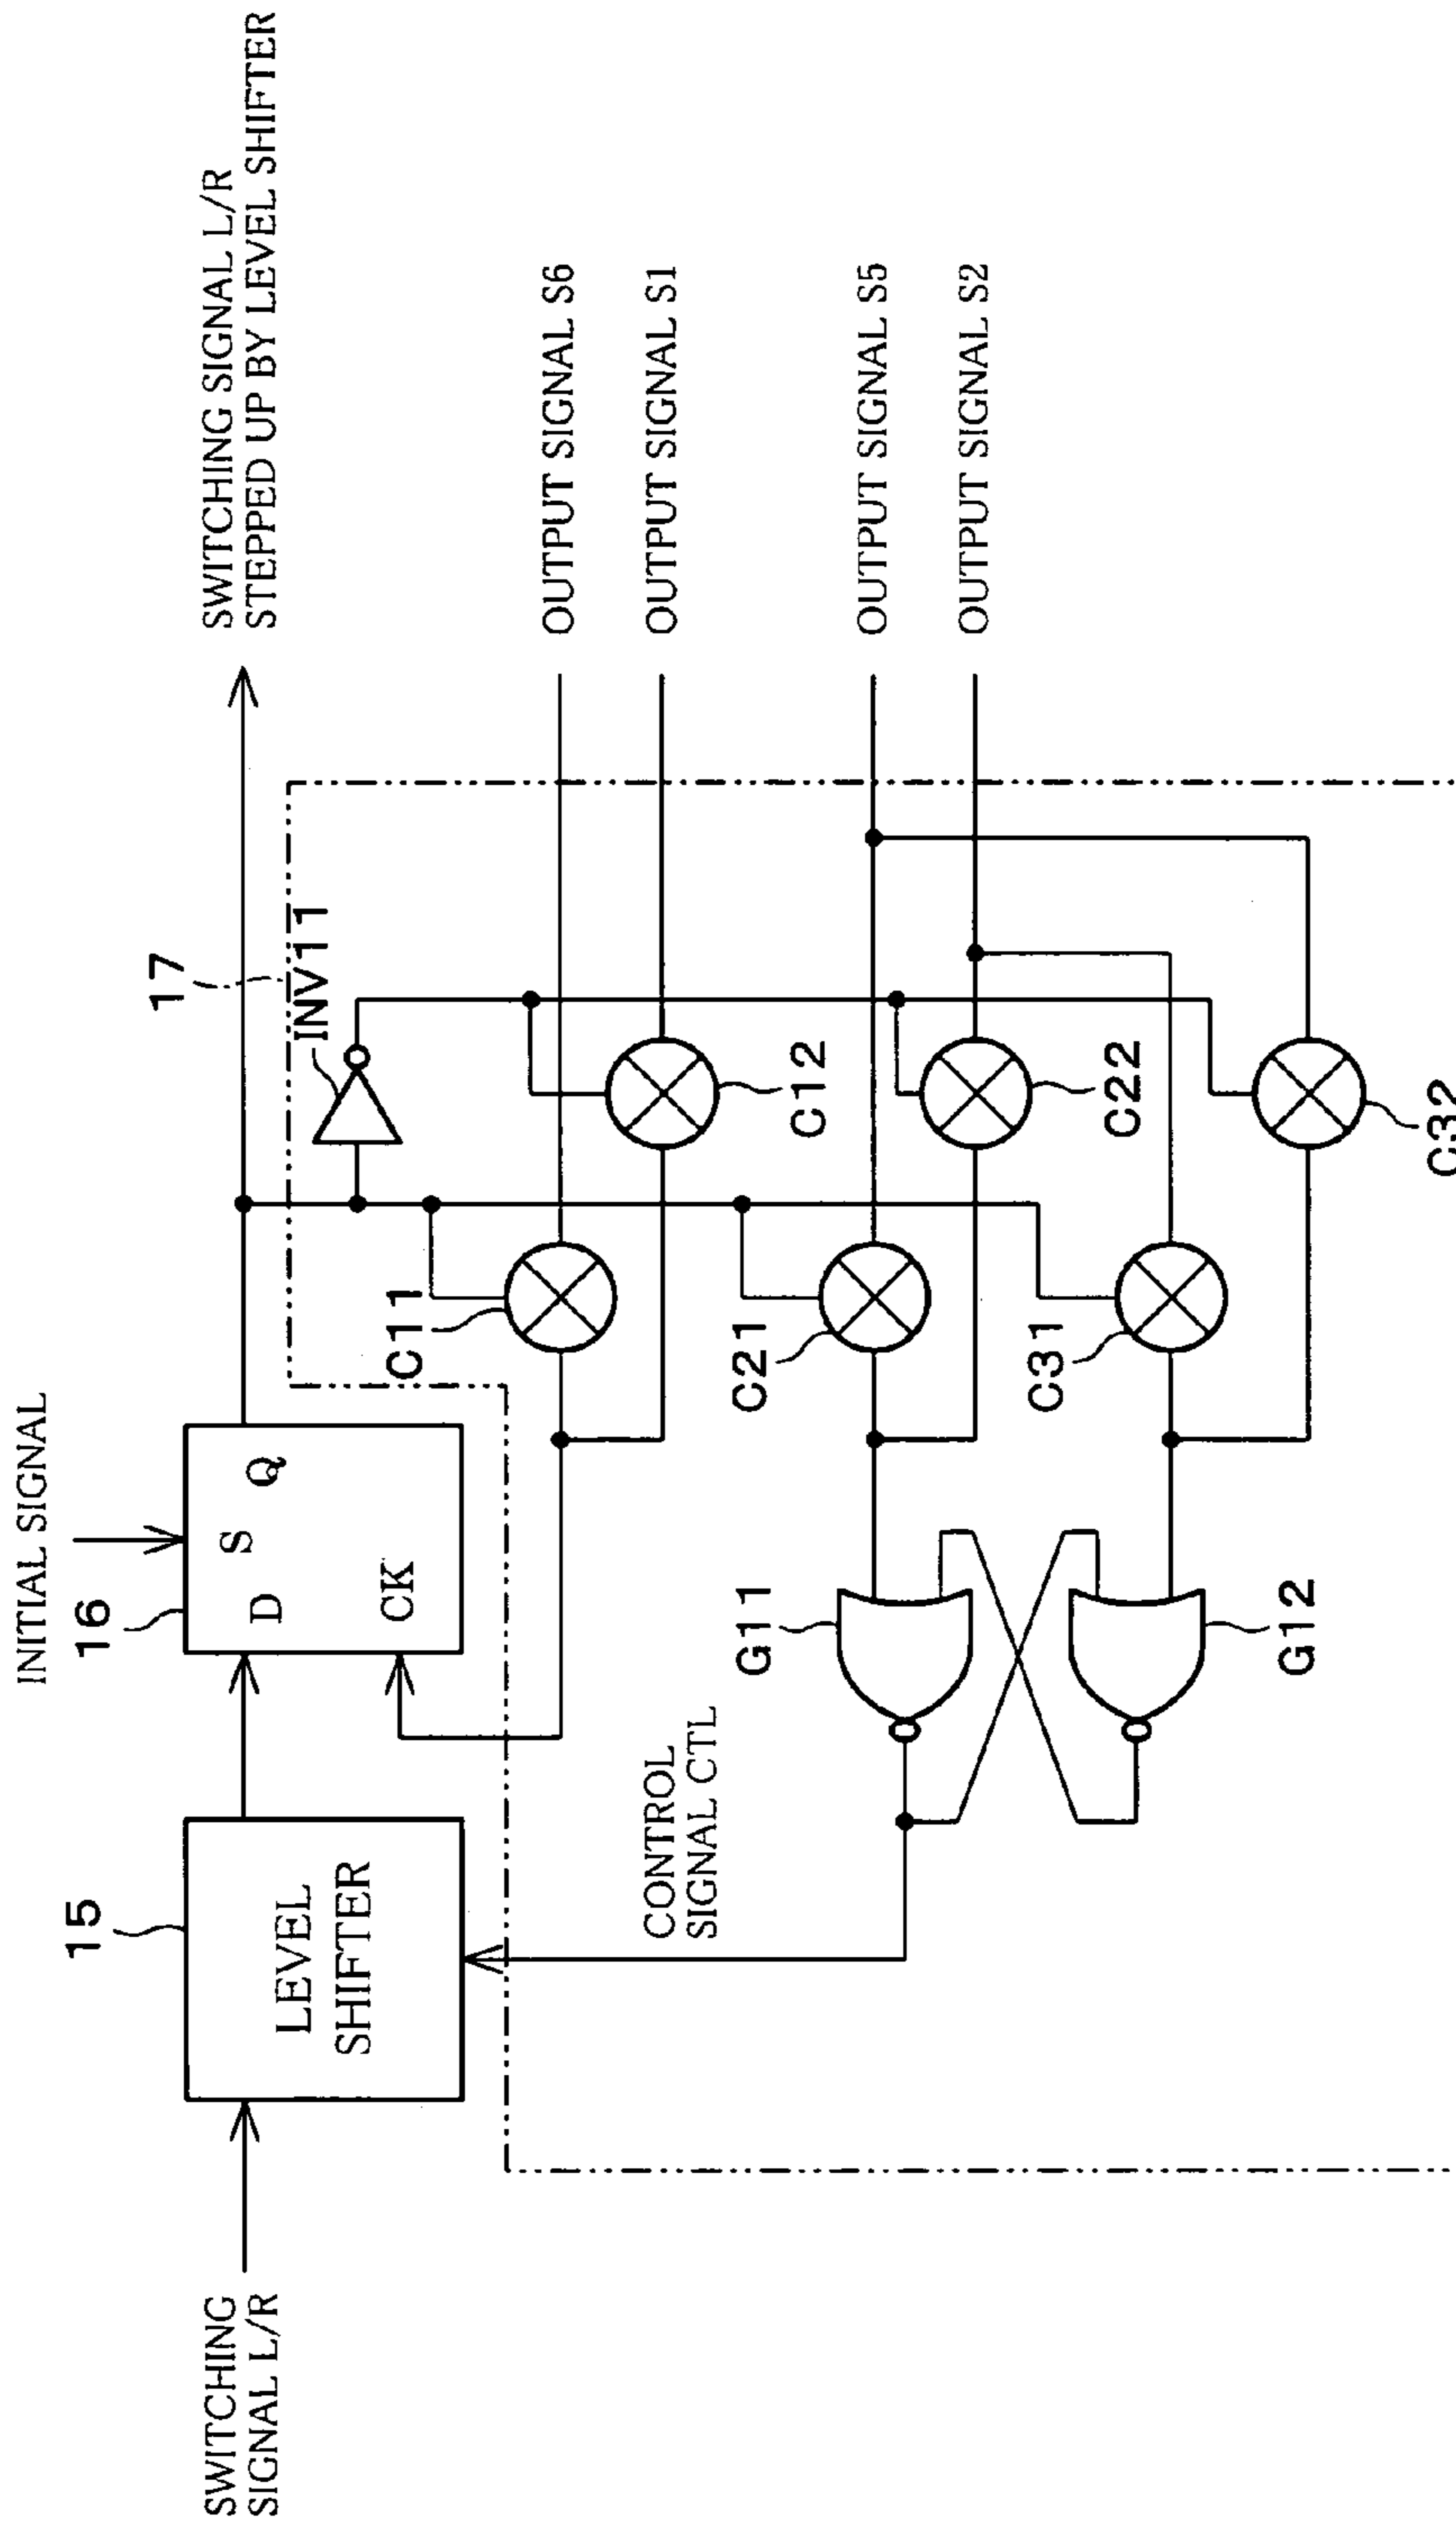 INITIAL SIGNAL
SWITCHING
SIGNAL L/R
15
LEVEL
SHIFTER
16
D
S
Q
CK
17
INV11
SWITCHING SIGNAL L/R
STEPPED UP BY LEVEL SHIFTER
C11
OUTPUT SIGNAL S6
OUTPUT SIGNAL S1
C12
CONTROL
SIGNAL CTL
G11
C21
OUTPUT SIGNAL S5
OUTPUT SIGNAL S2
C22
C31
G12
C32